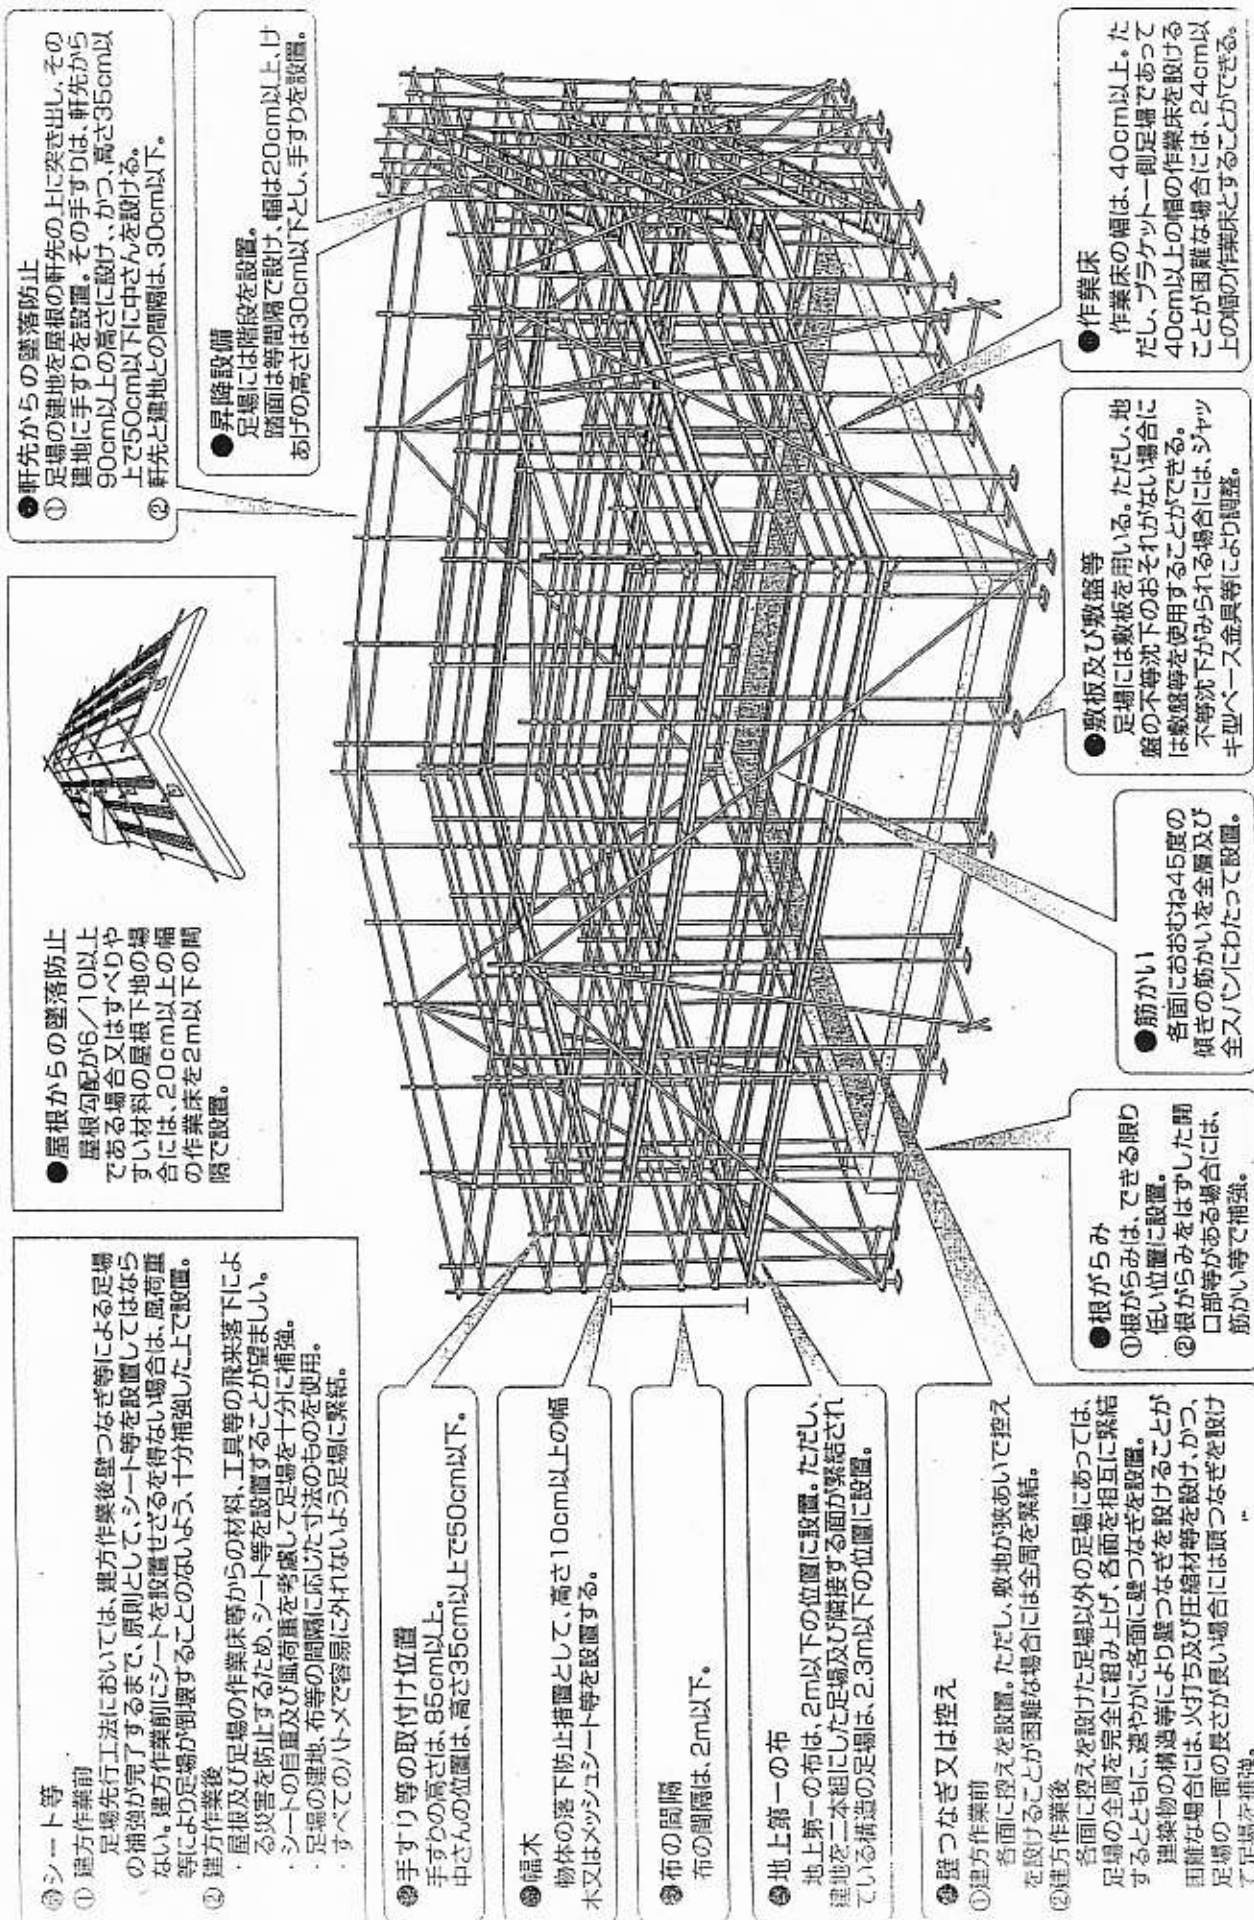 シート等
① 建方作業前
足場先行工法においては、建方作業後壁つなぎ等による足場
の補強が完了するまで、原則として、シート等を設置してはなら
ない。建方作業前にシートを設置せざるを得ない場合は、風荷重
等により足場が倒壊することのないよう、十分補強した上で設置。
② 建方作業後
・屋根及び足場の作業床等からの材料、工具等の飛来落下によ
る災害を防止するため、シート等を設置することが望ましい。
・シートの自重及び風荷重を考慮して足場を十分に補強。
・足場の建地、布等の間隔に応じた寸法のものを使用。
・すべてのハトメで容易に外れないよう足場に緊結。
●屋根からの墜落防止
屋根勾配が6/10以上
である場合又はすべりや
すい材料の屋根下地の場
合には、20cm以上の幅
の作業床を2m以下の間
隔で設置。
●軒先からの墜落防止
① 足場の建地を屋根の軒先の上に突き出し、その
建地に手すりを設置。その手すりは、軒先から
90cm以上の高さに設け、かつ、高さ35cm以
上で50cm以下に中さんを設ける。
② 軒先と建地との間隔は、30cm以下。
●昇降設備
足場には階段を設置。
踏面は等間隔で設け、幅は20cm以上、け
あげの高さは30cm以下とし、手すりを設置。
手すり等の取付け位置
手すりの高さは、85cm以上。
中さんの位置は、高さ35cm以上で50cm以下。
幅木
物体の落下防止措置として、高さ10cm以上の幅
木又はメッシュシート等を設置する。
布の間隔
布の間隔は、2m以下。
地上第一の布
地上第一の布は、2m以下の位置に設置。ただし、
建地を二本組にした足場及び隣接する面が緊結され
ている構造の足場は、2.3m以下の位置に設置。
壁つなぎ又は控え
①建方作業前
各面に控えを設置。ただし、敷地が狭あいで控え
を設けることが困難な場合には全周を緊結。
②建方作業後
各面に控えを設けた足場以外の足場にあっては、
足場の全周を完全に組み上げ、各面を相互に緊結
するとともに、速やかに各面に壁つなぎを設置。
建築物の構造等により壁つなぎを設けることが
困難な場合には、火打ち及び圧縮材等を設け、かつ、
足場の一面の長さが長い場合には頭つなぎを設け
て足場を補強。
●根がらみ
①根がらみは、できる限り
低い位置に設置。
②根がらみをはずした開
口部等がある場合には、
筋かい等で補強。
●筋かい
各面におおむね45度の
傾きの筋かいを全層及び
全スパンにわたって設置。
●敷板及び敷盤等
足場には敷板を用いる。ただし、地
盤の不等沈下のおそれがない場合に
は敷盤等を使用することができる。
不等沈下がみられる場合には、ジャッ
キ型ベース金具等により調整。
●作業床
作業床の幅は、40cm以上。た
だし、ブラケット一側足場であって
40cm以上の幅の作業床を設ける
ことが困難な場合には、24cm以
上の幅の作業床とすることができる。